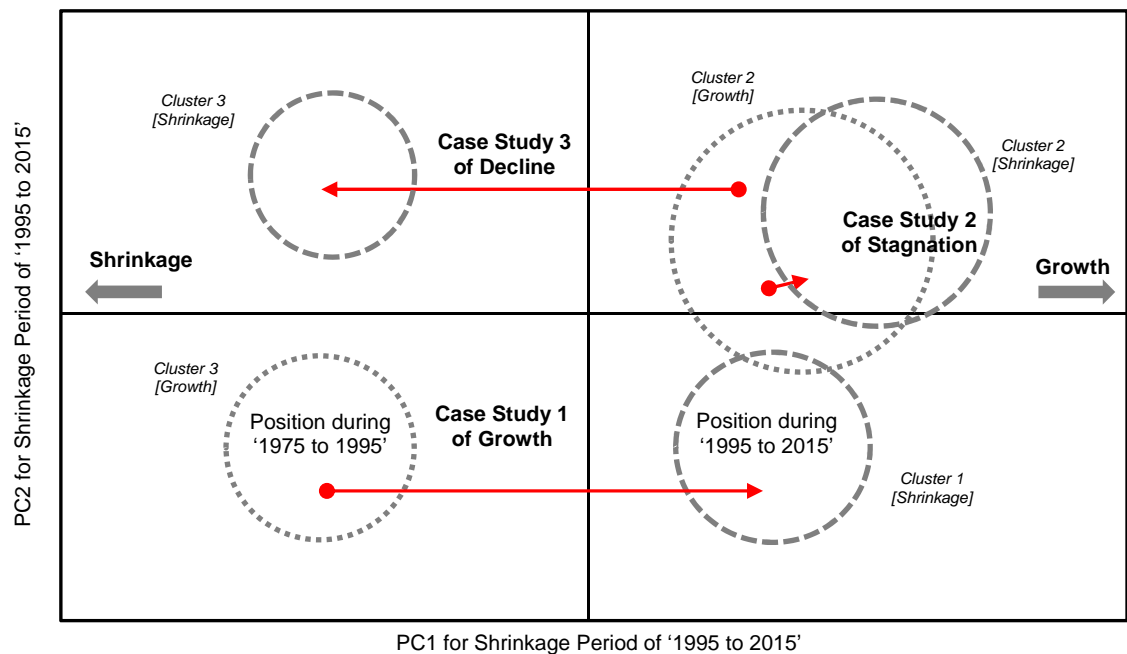 PC2 for Shrinkage Period of '1995 to 2015'
Cluster 3
[Shrinkage]
Case Study 3
of Decline
Cluster 2
[Growth]
Cluster 2
[Shrinkage]
Case Study 2
of Stagnation
Shrinkage
Growth
Cluster 3
[Growth]
Position during
‘1975 to 1995’
Case Study 1
of Growth
Position during
‘1995 to 2015’
Cluster 1
[Shrinkage]
PC1 for Shrinkage Period of ‘1995 to 2015’